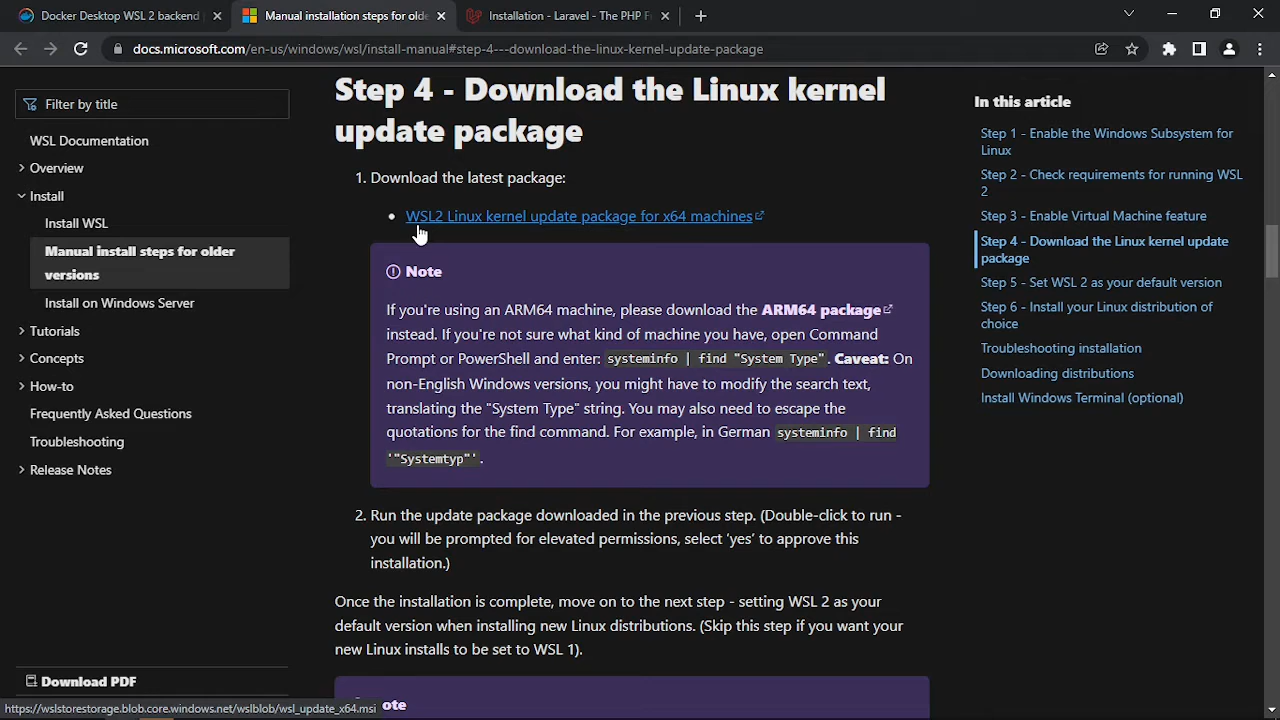 Docker Desktop WSL 2 backend
Manual installation steps for olde
Installation - Laravel - The PHP F
docs.microsoft.com/en-us/windows/wsl/install-manual#step-4---download-the-linux-kernel-update-package
Filter by title
WSL Documentation
Overview
Install
Install WSL
Manual install steps for older
versions
Install on Windows Server
Tutorials
Concepts
How-to
Frequently Asked Questions
Troubleshooting
Release Notes
Download PDF
Step 4 - Download the Linux kernel
update package
1. Download the latest package:
• WSL2 Linux kernel update package for x64 machines
Note
If you're using an ARM64 machine, please download the ARM64 package
instead. If you're not sure what kind of machine you have, open Command
Prompt or PowerShell and enter: systeminfo | find "System Type". Caveat: On
non-English Windows versions, you might have to modify the search text,
translating the "System Type" string. You may also need to escape the
quotations for the find command. For example, in German systeminfo | find
'"Systemtyp"'.
2. Run the update package downloaded in the previous step. (Double-click to run -
you will be prompted for elevated permissions, select 'yes' to approve this
installation.)
Once the installation is complete, move on to the next step - setting WSL 2 as your
default version when installing new Linux distributions. (Skip this step if you want your
new Linux installs to be set to WSL 1).
ote
In this article
Step 1 - Enable the Windows Subsystem for
Linux
Step 2 - Check requirements for running WSL
2
Step 3 - Enable Virtual Machine feature
Step 4 - Download the Linux kernel update
package
Step 5 - Set WSL 2 as your default version
Step 6 - Install your Linux distribution of
choice
Troubleshooting installation
Downloading distributions
Install Windows Terminal (optional)
https://wslstorestorage.blob.core.windows.net/wslblob/wsl_update_x64.msi